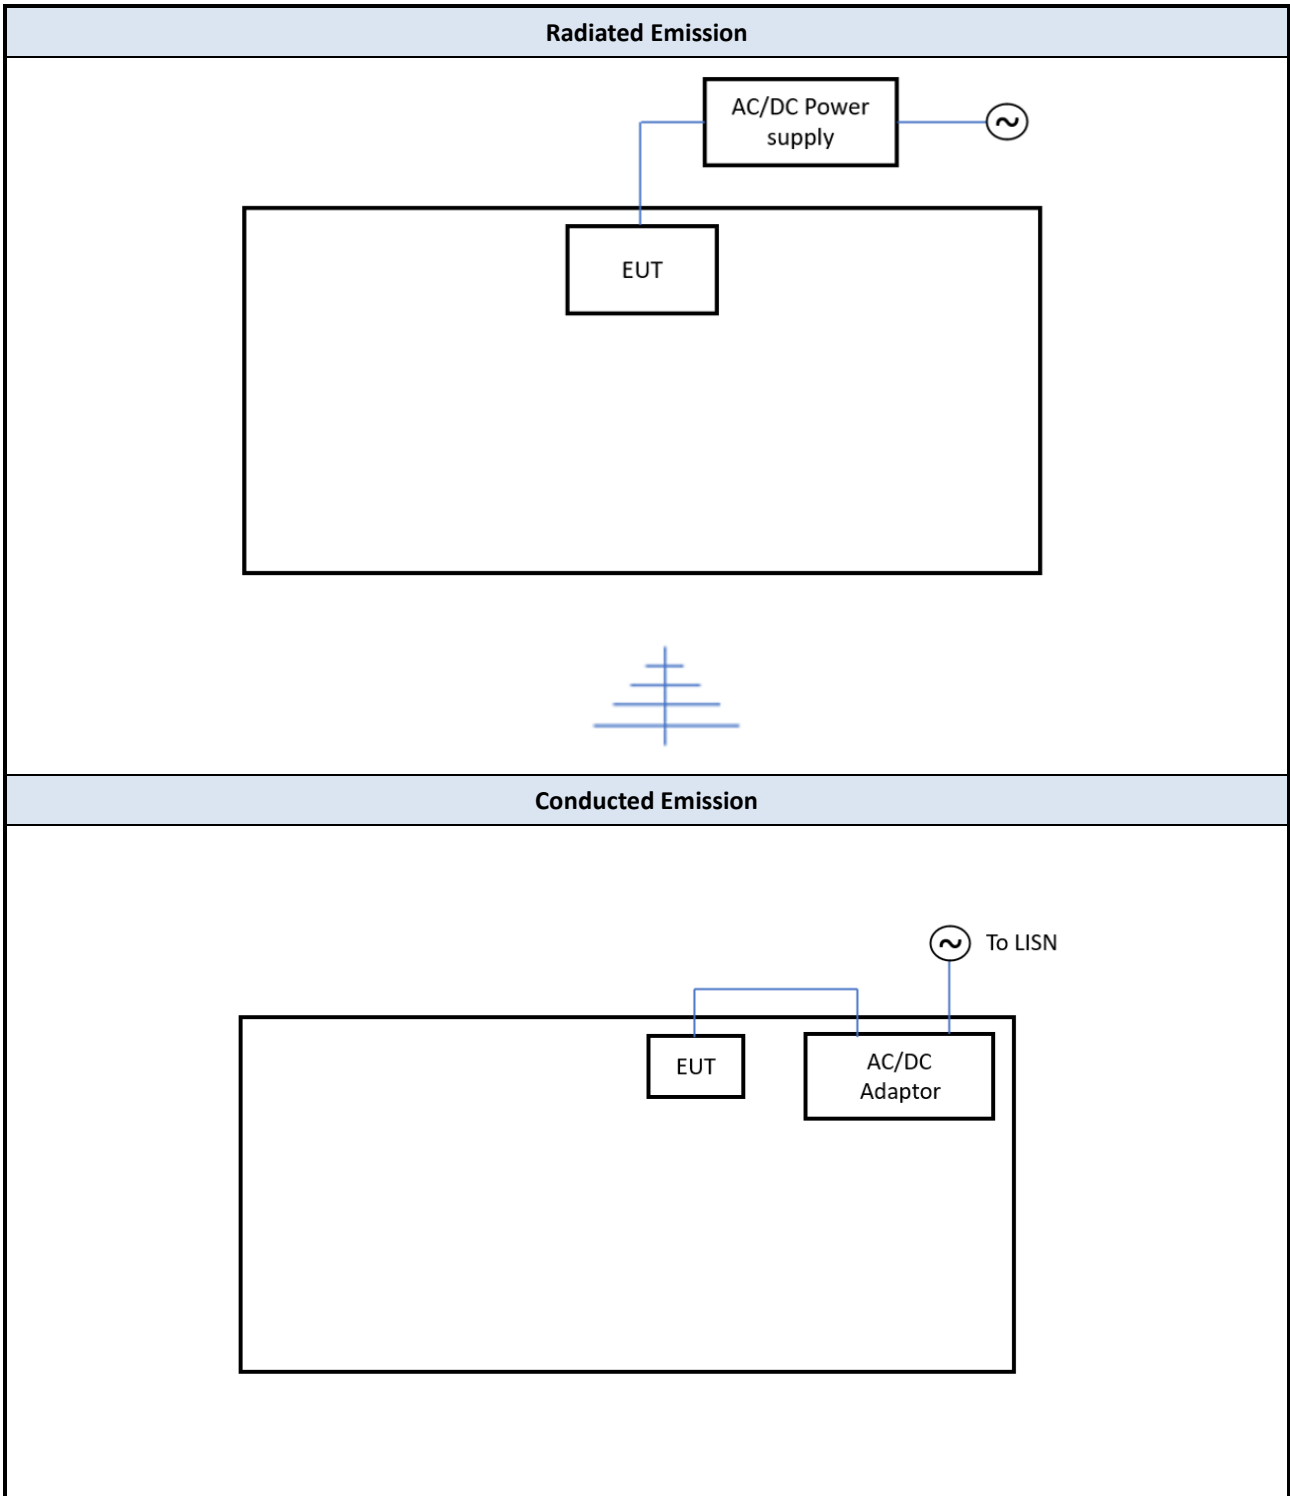 Radiated Emission
AC/DC Power
supply
EUT
Conducted Emission
To LISN
EUT
AC/DC
Adaptor